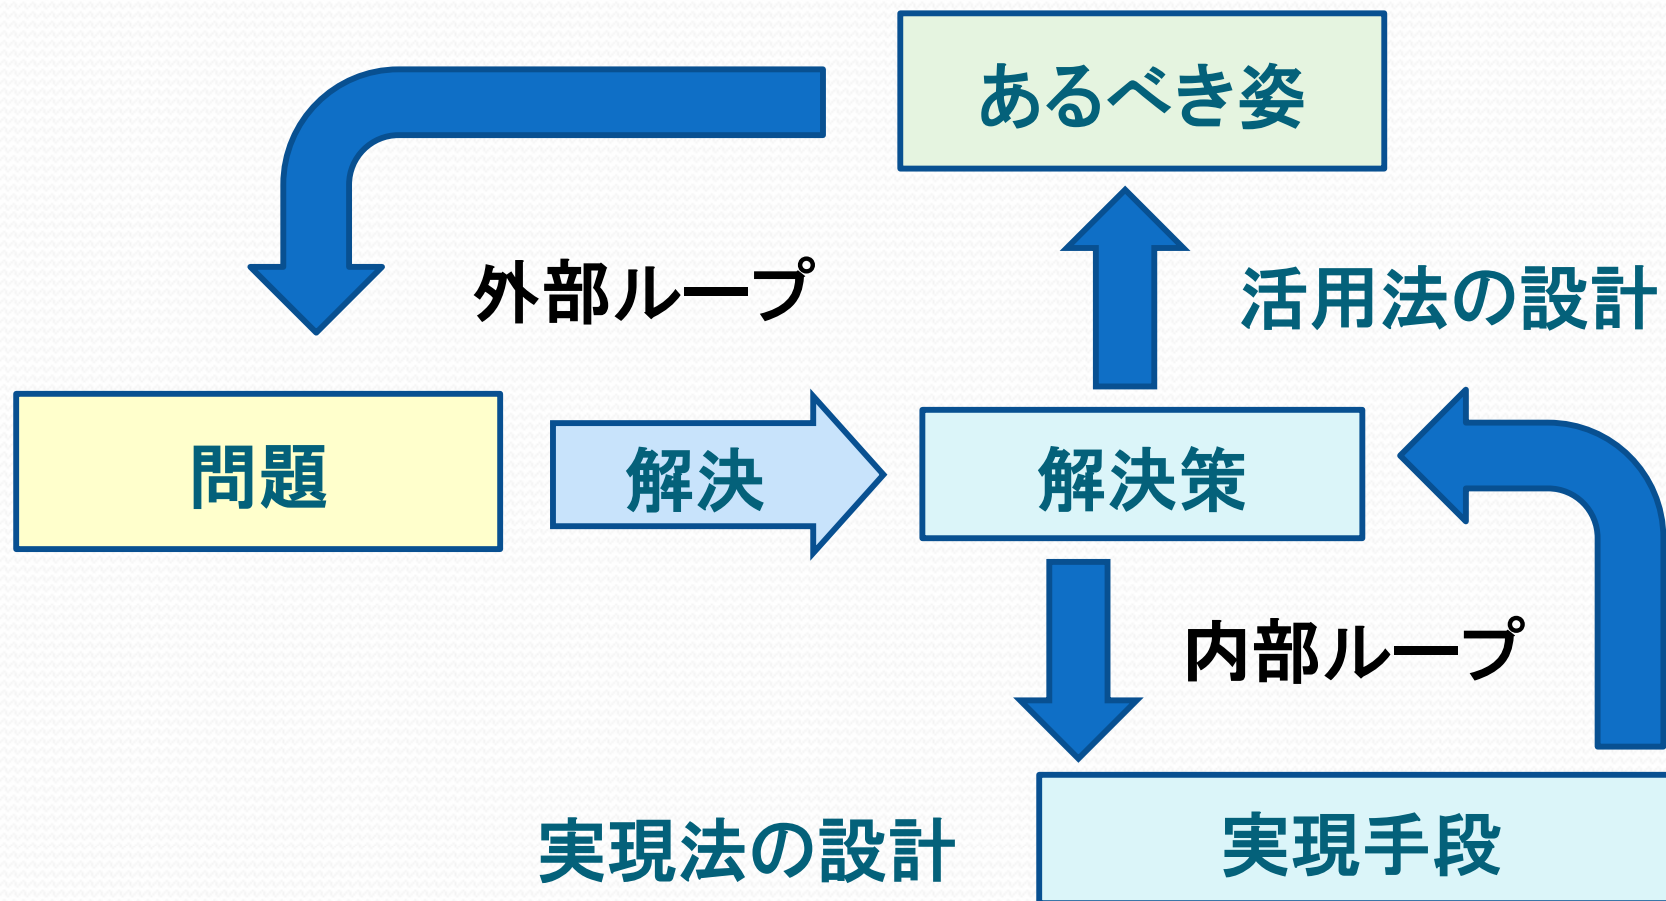 あるべき姿
外部ループ
活用法の設計
問題
解決
解決策
内部ループ
実現法の設計
実現手段